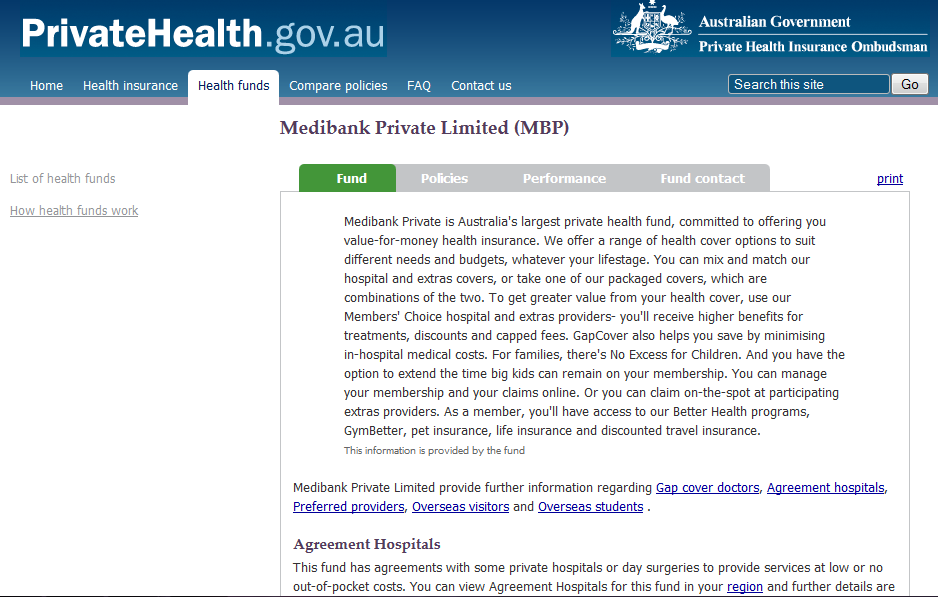 PrivateHealth.gov.au
Australian Government
Private Health Insurance Ombudsman
Home Health insurance Health funds Compare policies FAQ Contact us
Search this site Go
Medibank Private Limited (MBP)
List of health funds
How health funds work
Fund Policies Performance Fund contact print
Medibank Private is Australia's largest private health fund, committed to offering you
value-for-money health insurance. We offer a range of health cover options to suit
different needs and budgets, whatever your lifestage. You can mix and match our
hospital and extras covers, or take one of our packaged covers, which are
combinations of the two. To get greater value from your health cover, use our
Members' Choice hospital and extras providers- you'll receive higher benefits for
treatments, discounts and capped fees. GapCover also helps you save by minimising
in-hospital medical costs. For families, there's No Excess for Children. And you have the
option to extend the time big kids can remain on your membership. You can manage
your membership and your claims online. Or you can claim on-the-spot at participating
extras providers. As a member, you'll have access to our Better Health programs,
GymBetter, pet insurance, life insurance and discounted travel insurance.
This information is provided by the fund
Medibank Private Limited provide further information regarding Gap cover doctors, Agreement hospitals,
Preferred providers, Overseas visitors and Overseas students .
Agreement Hospitals
This fund has agreements with some private hospitals or day surgeries to provide services at low or no
out-of-pocket costs. You can view Agreement Hospitals for this fund in your region and further details are